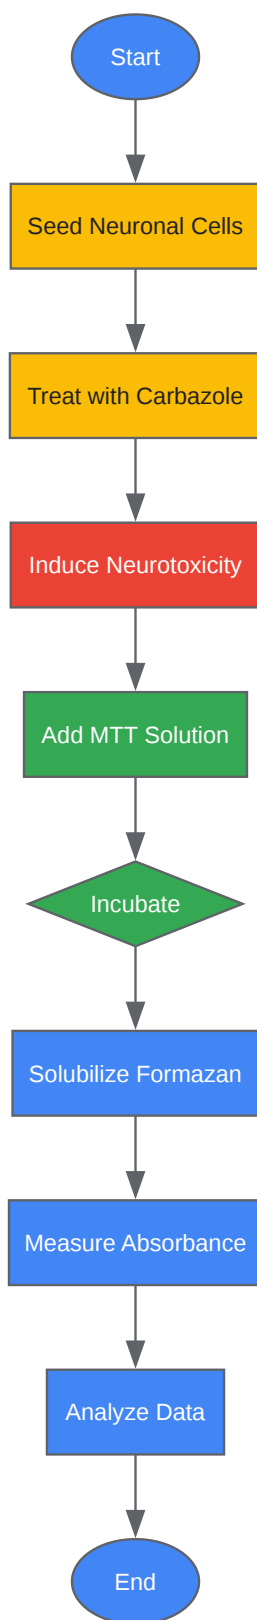 Start
Seed Neuronal Cells
Treat with Carbazole
Induce Neurotoxicity
Add MTT Solution
Incubate
Solubilize Formazan
Measure Absorbance
Analyze Data
End